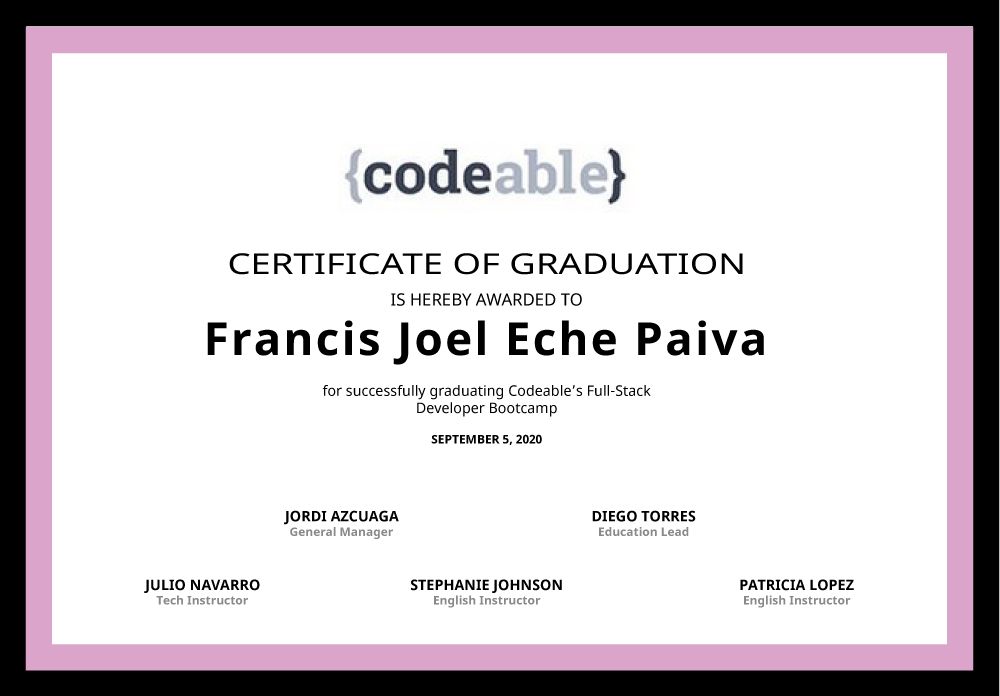 {codeable}
CERTIFICATE OF GRADUATION
IS HEREBY AWARDED TO
Francis Joel Eche Paiva
for successfully graduating Codeable’s Full-Stack
Developer Bootcamp
SEPTEMBER 5, 2020
JORDI AZCUAGA DIEGO TORRES
General Manager Education Lead
JULIO NAVARRO STEPHANIE JOHNSON PATRICIA LOPEZ
Tech Instructor English Instructor English Instructor